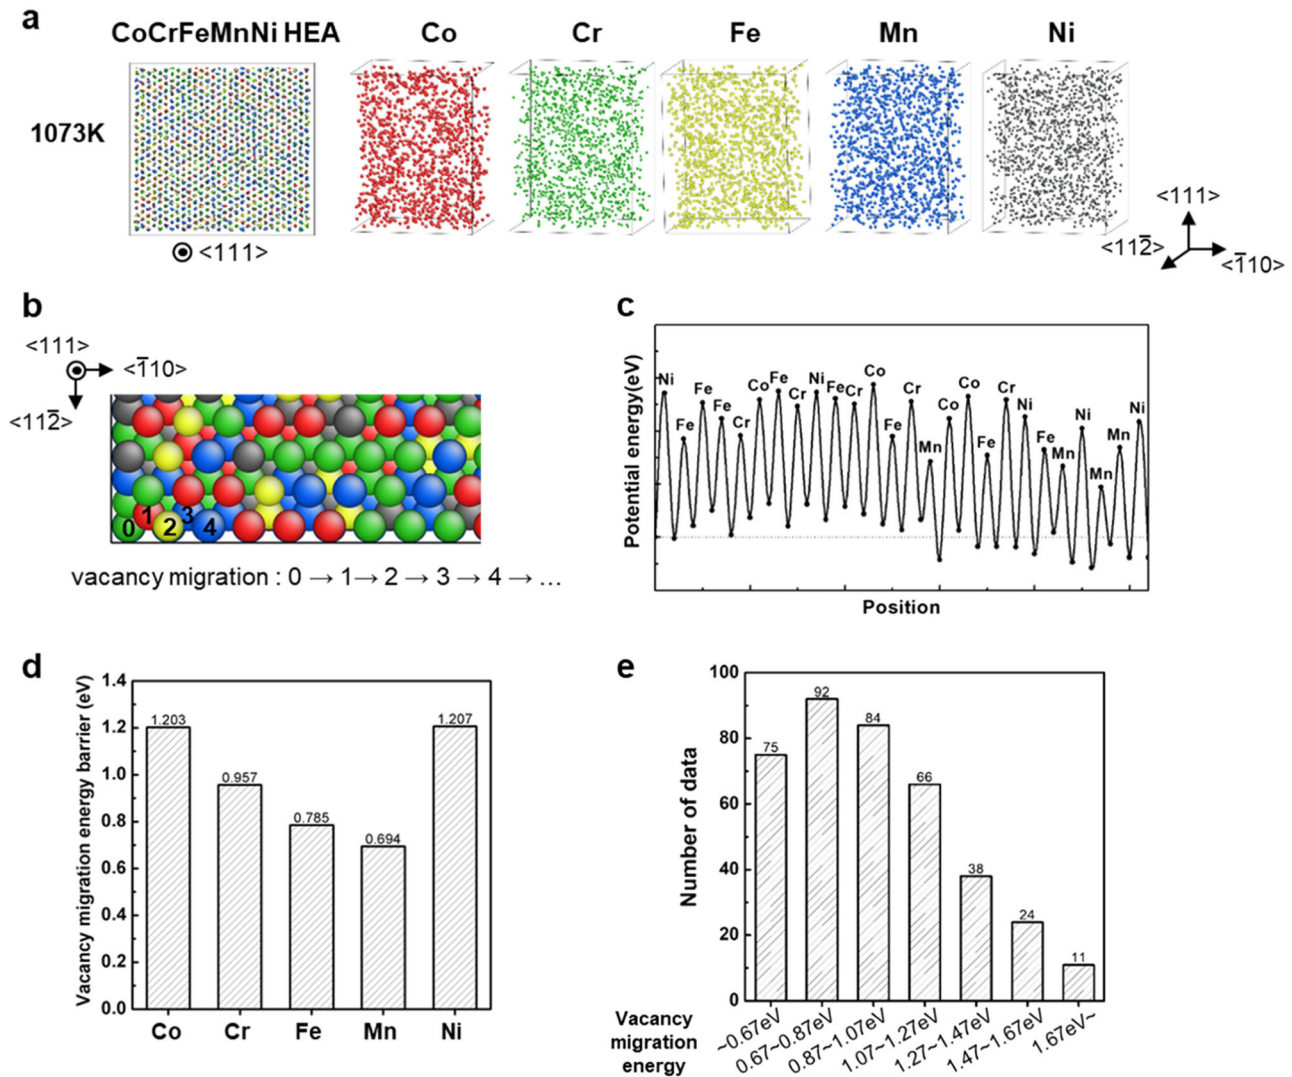 a
CoCrFeMnNi HEA
Co
Cr
Fe
Mn
Ni
1073K
<111>
<111>
<112̅>
<1̅10>
b
<111>
<1̅10>
<112̅>
0 1 2 3 4
vacancy migration : 0 → 1→ 2 → 3 → 4 → …
c
Potential energy(eV)
Ni Fe Fe Fe Cr Co Fe Cr Ni Fe Cr Co Fe Cr Mn Co Co Fe Cr Ni Fe Mn Ni Mn Mn Ni
Position
d
Vacancy migration energy barrier (eV)
1.4
1.2
1.0
0.8
0.6
0.4
0.2
0.0
1.203
0.957
0.785
0.694
1.207
Co Cr Fe Mn Ni
e
Number of data
100
80
60
40
20
0
75
92
84
66
38
24
11
Vacancy
migration
energy
~0.67eV
0.67~0.87eV
0.87~1.07eV
1.07~1.27eV
1.27~1.47eV
1.47~1.67eV
1.67eV~